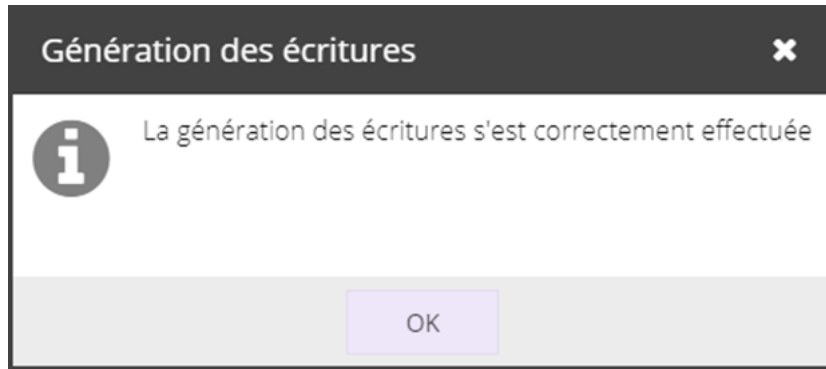 Génération des écritures
La génération des écritures s'est correctement effectuée
OK